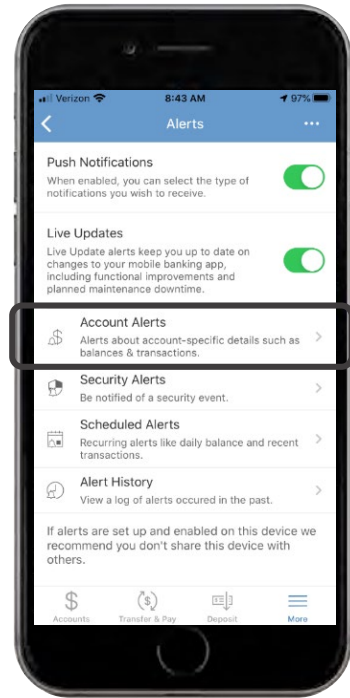 Verizon 8:43 AM 97%
Alerts
Push Notifications
When enabled, you can select the type of
notifications you wish to receive.
Live Updates
Live Update alerts keep you up to date on
changes to your mobile banking app,
including functional improvements and
planned maintenance downtime.
Account Alerts
Alerts about account-specific details such as
balances & transactions.
Security Alerts
Be notified of a security event.
Scheduled Alerts
Recurring alerts like daily balance and recent
transactions.
Alert History
View a log of alerts occured in the past.
If alerts are set up and enabled on this device we
recommend you don't share this device with
others.
Accounts Transfer & Pay Deposit More